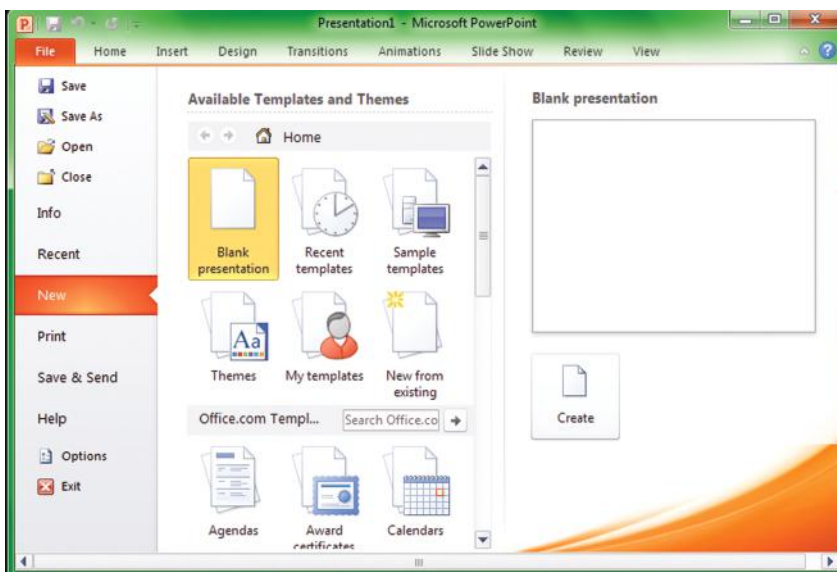 Presentation1 - Microsoft PowerPoint
File Home Insert Design Transitions Animations Slide Show Review View
Save
Save As
Open
Close
Info
Recent
New
Print
Save & Send
Help
Options
Exit
Available Templates and Themes
Home
Blank presentation
Recent templates
Sample templates
Aa
Themes
My templates
New from existing
Office.com Templ...
Search Office.co
Agendas
Award certificates
Calendars
Blank presentation
Create